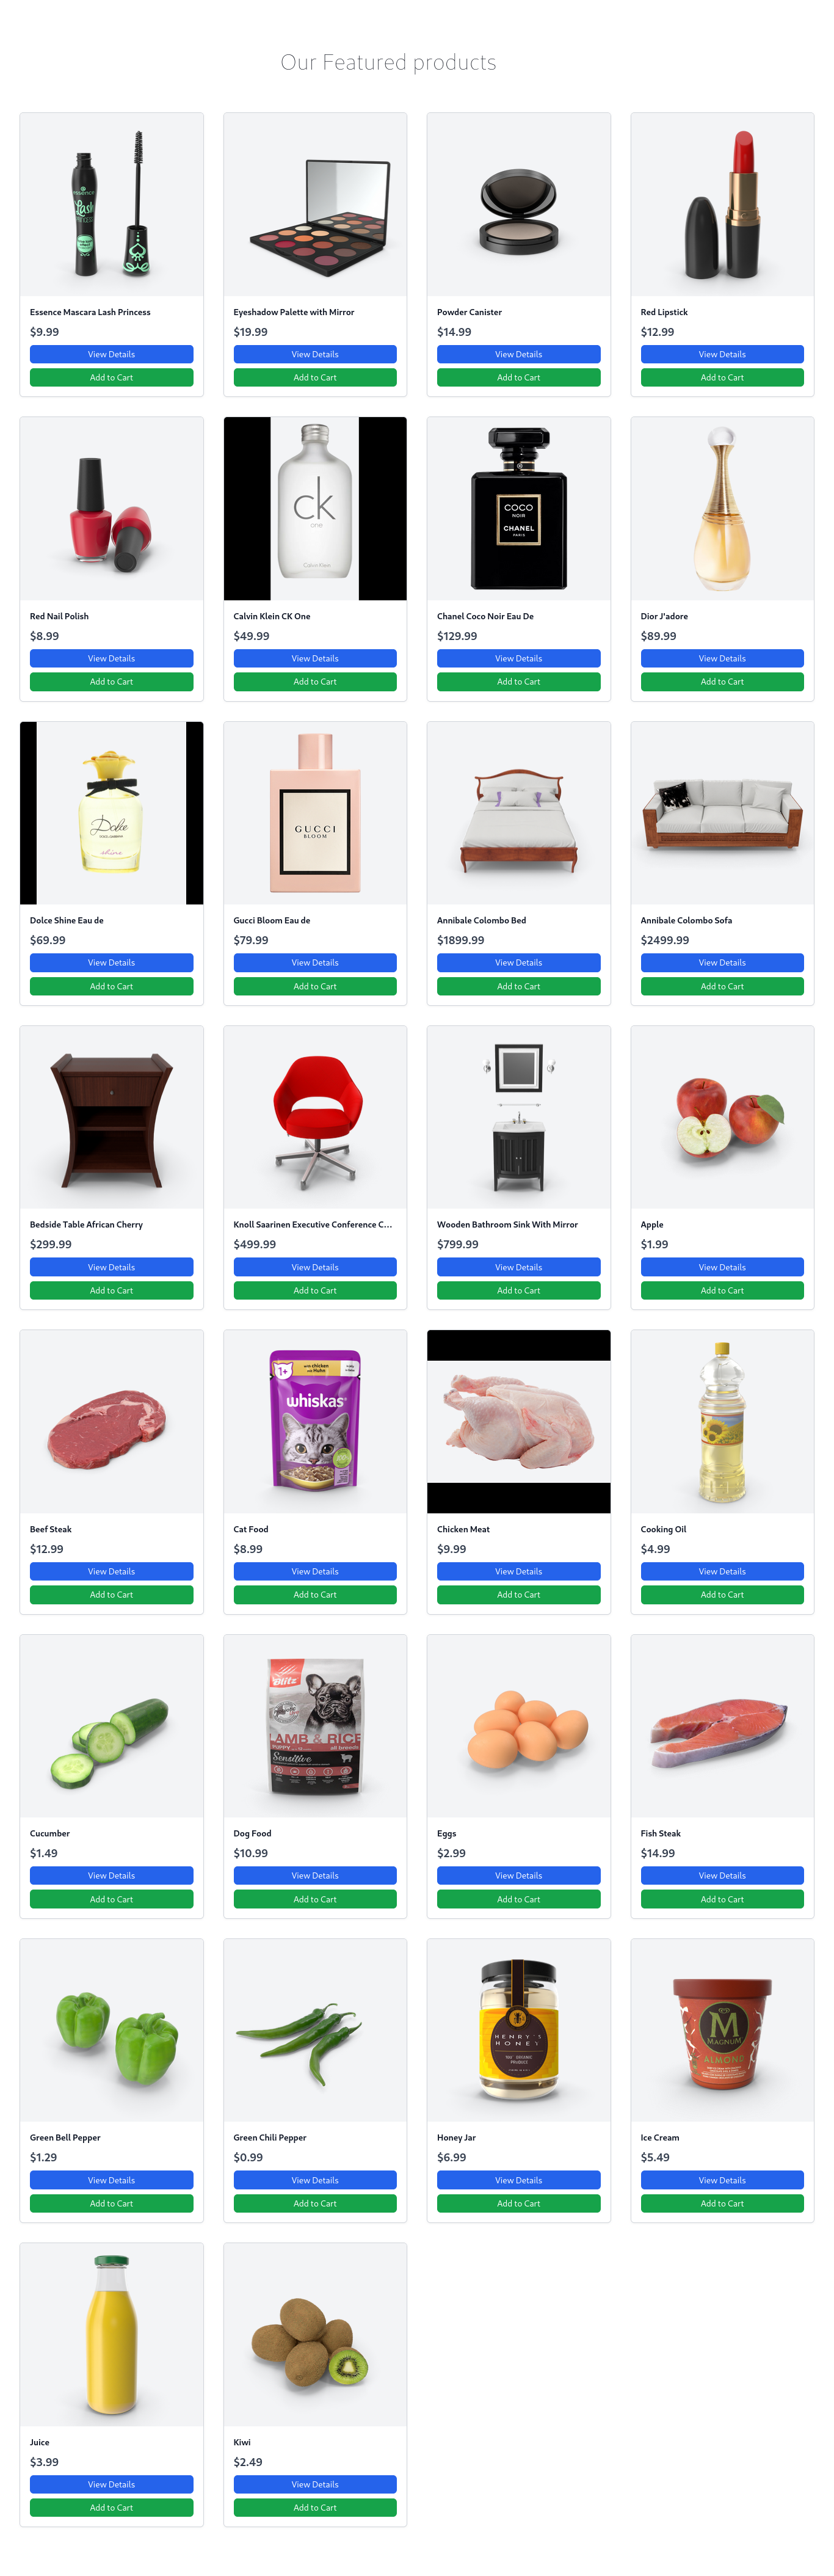 Our Featured products
essence
Lash
PRINCESS
Essence Mascara Lash Princess
$9.99
View Details
Add to Cart
Eyeshadow Palette with Mirror
$19.99
View Details
Add to Cart
Powder Canister
$14.99
View Details
Add to Cart
Red Lipstick
$12.99
View Details
Add to Cart
Red Nail Polish
$8.99
View Details
Add to Cart
ck
one
Calvin Klein
Calvin Klein CK One
$49.99
View Details
Add to Cart
COCO
NOIR
CHANEL
PARIS
Chanel Coco Noir Eau De
$129.99
View Details
Add to Cart
Dior J'adore
$89.99
View Details
Add to Cart
Dolce
shine
Dolce Shine Eau de
$69.99
View Details
Add to Cart
GUCCI
BLOOM
Gucci Bloom Eau de
$79.99
View Details
Add to Cart
Annibale Colombo Bed
$1899.99
View Details
Add to Cart
Annibale Colombo Sofa
$2499.99
View Details
Add to Cart
Bedside Table African Cherry
$299.99
View Details
Add to Cart
Knoll Saarinen Executive Conference C...
$499.99
View Details
Add to Cart
Wooden Bathroom Sink With Mirror
$799.99
View Details
Add to Cart
Apple
$1.99
View Details
Add to Cart
Beef Steak
$12.99
View Details
Add to Cart
1+
whiskas
Cat Food
$8.99
View Details
Add to Cart
Chicken Meat
$9.99
View Details
Add to Cart
Cooking Oil
$4.99
View Details
Add to Cart
Cucumber
$1.49
View Details
Add to Cart
Blitz
LAMB & RICE
PUPPY
all breeds
Sensitive
Dog Food
$10.99
View Details
Add to Cart
Eggs
$2.99
View Details
Add to Cart
Fish Steak
$14.99
View Details
Add to Cart
Green Bell Pepper
$1.29
View Details
Add to Cart
Green Chili Pepper
$0.99
View Details
Add to Cart
HENRY'S
HONEY
ORGANIC
PRODUCE
Honey Jar
$6.99
View Details
Add to Cart
M
MAGNUM
ALMOND
Ice Cream
$5.49
View Details
Add to Cart
Juice
$3.99
View Details
Add to Cart
Kiwi
$2.49
View Details
Add to Cart